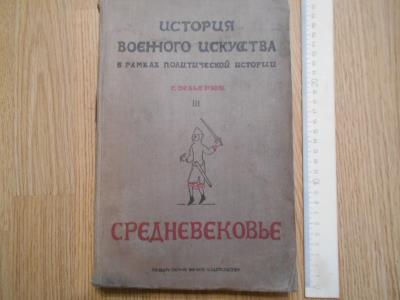 ИСТОРИЯ
ВОЕННОГО ИСКУССТВА
В РАМКАХ ПОЛИТИЧЕСКОЙ ИСТОРИИ
Г. ДЕЛЬБРЮК
III
СРЕДНЕВЕКОВЬЕ